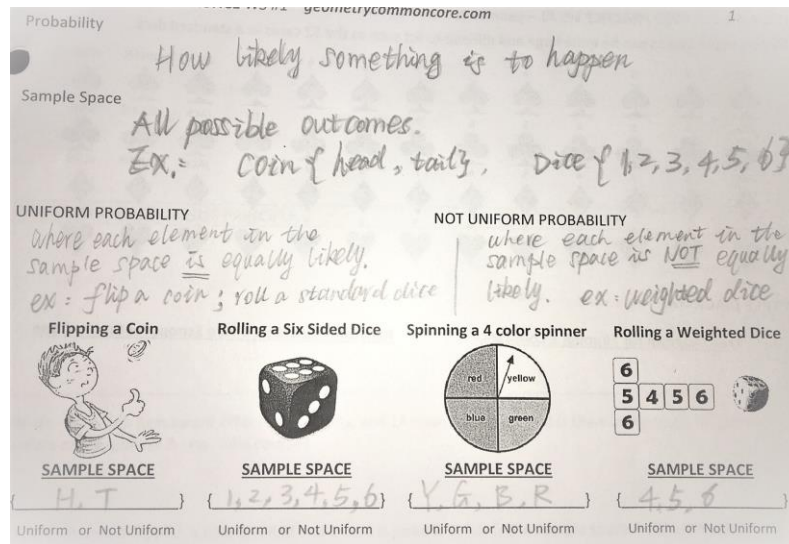 geometrycommoncore.com 1
Probability
How likely something is to happen
Sample Space
All possible outcomes.
Ex.: coin { head, tail}, Dice { 1, 2, 3, 4, 5, 6}
UNIFORM PROBABILITY
where each element in the
sample space is equally likely.
ex: flip a coin; roll a standard dice
NOT UNIFORM PROBABILITY
where each element in the
sample space is NOT equally
likely. ex: weighted dice
Flipping a Coin
Rolling a Six Sided Dice
Spinning a 4 color spinner
Rolling a Weighted Dice
red yellow
blue green
6
5 4 5 6
6
SAMPLE SPACE
SAMPLE SPACE
SAMPLE SPACE
SAMPLE SPACE
{ H, T }
{ 1, 2, 3, 4, 5, 6 }
{ Y, G, B, R }
{ 4, 5, 6 }
Uniform or Not Uniform
Uniform or Not Uniform
Uniform or Not Uniform
Uniform or Not Uniform